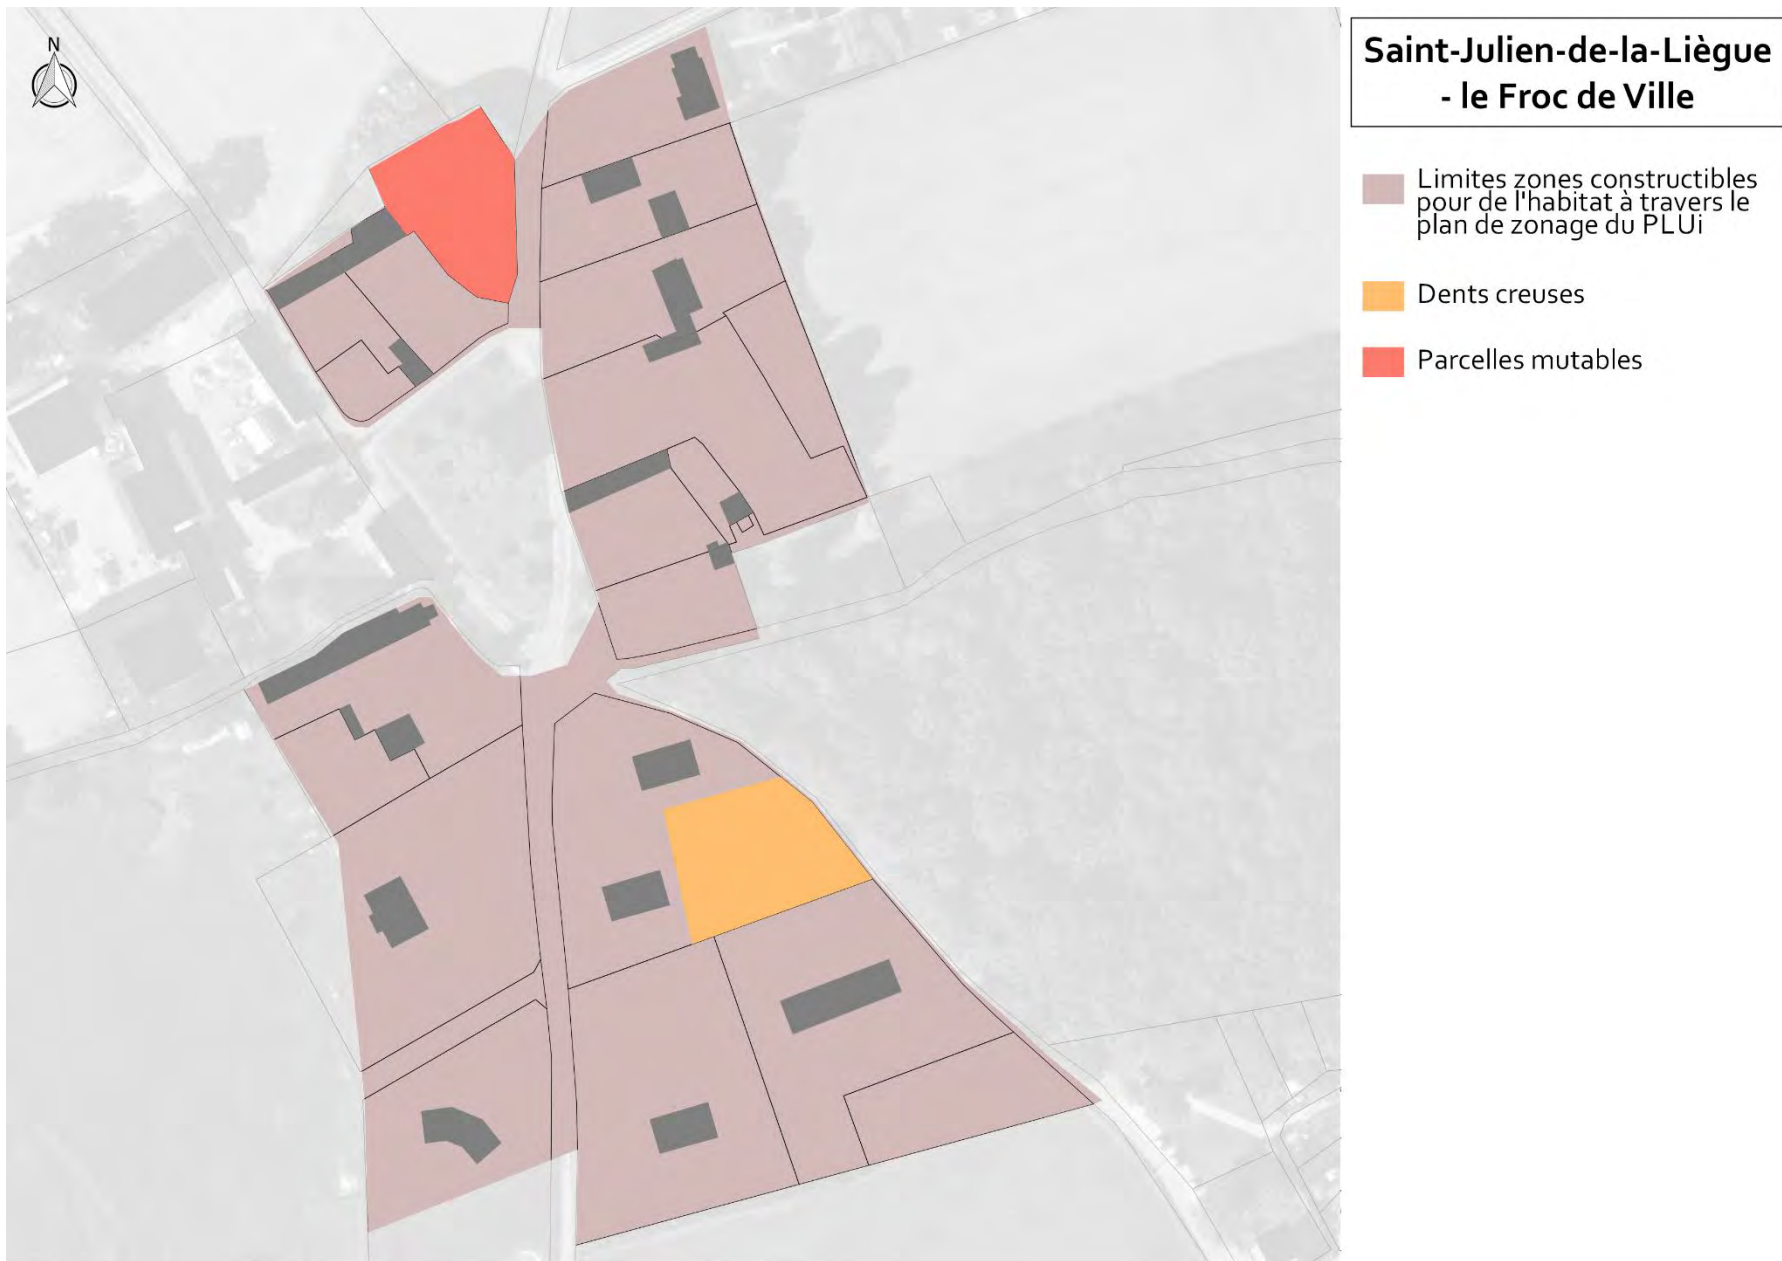 N
Saint-Julien-de-la-Liègue
- le Froc de Ville
Limites zones constructibles
pour de l'habitat à travers le
plan de zonage du PLUi
Dents creuses
Parcelles mutables